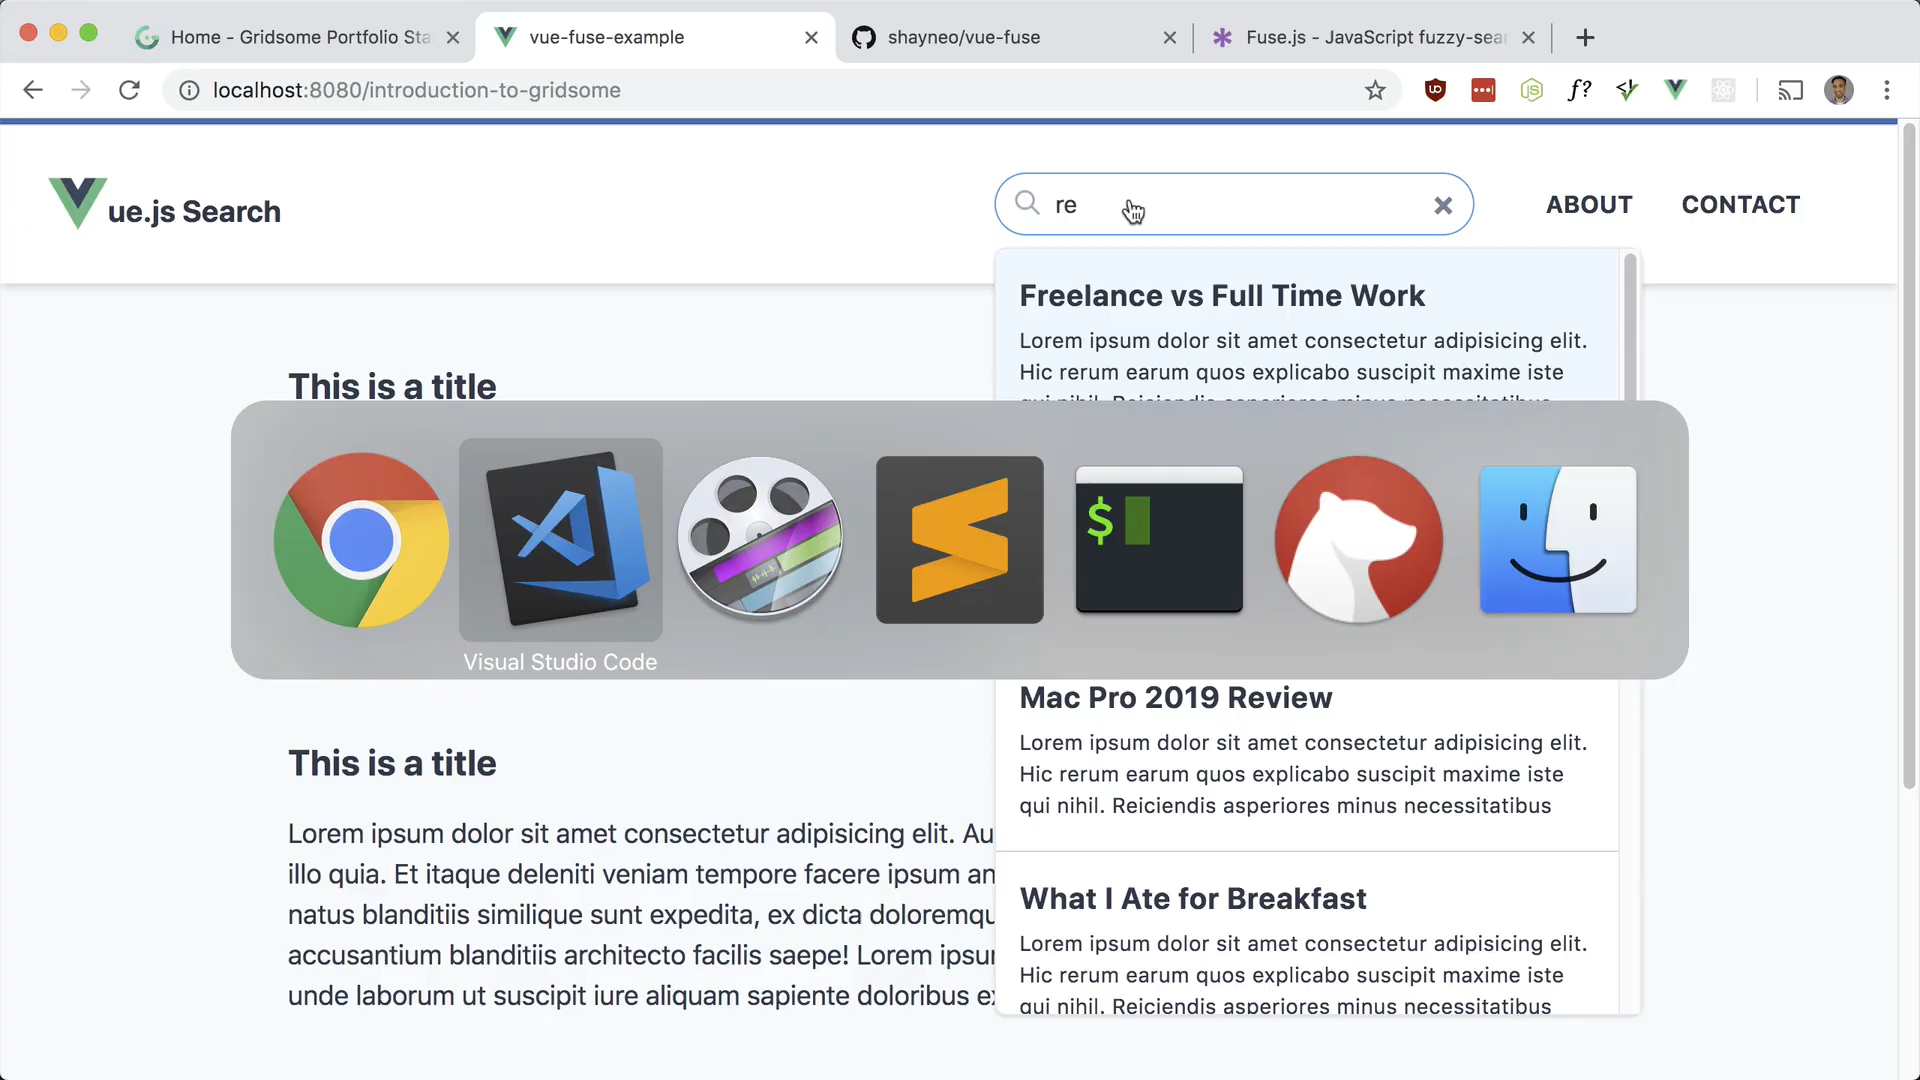 Home - Gridsome Portfolio Sta
vue-fuse-example
shayneo/vue-fuse
Fuse.js - JavaScript fuzzy-sear
localhost:8080/introduction-to-gridsome
f?
ue.js Search
re
ABOUT
CONTACT
Freelance vs Full Time Work
Lorem ipsum dolor sit amet consectetur adipisicing elit.
Hic rerum earum quos explicabo suscipit maxime iste
qui nihil. Reiciendis asperiores minus necessitatibus
This is a title
$
Visual Studio Code
Mac Pro 2019 Review
Lorem ipsum dolor sit amet consectetur adipisicing elit.
Hic rerum earum quos explicabo suscipit maxime iste
qui nihil. Reiciendis asperiores minus necessitatibus
What I Ate for Breakfast
Lorem ipsum dolor sit amet consectetur adipisicing elit.
Hic rerum earum quos explicabo suscipit maxime iste
qui nihil. Reiciendis asperiores minus necessitatibus
This is a title
Lorem ipsum dolor sit amet consectetur adipisicing elit. Au
illo quia. Et itaque deleniti veniam tempore facere ipsum an
natus blanditiis similique sunt expedita, ex dicta doloremqu
accusantium blanditiis architecto facilis saepe! Lorem ipsu
unde laborum ut suscipit iure aliquam sapiente doloribus ex